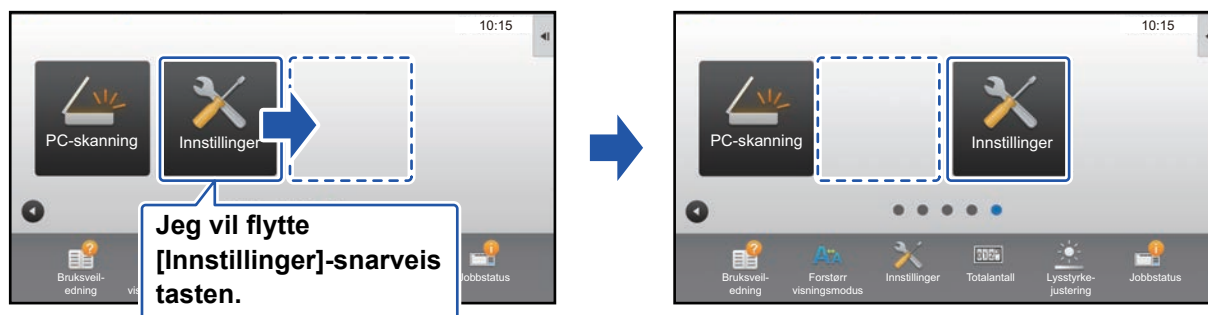 10:15
PC-skanning
Innstillinger
Jeg vil flytte
[Innstillinger]-snarveis
tasten.
Bruksveil-
edning
vis
Jobbstatus
10:15
PC-skanning
Innstillinger
Bruksveil-
edning
Forstørr
visningsmodus
Innstillinger
Totalantall
Lysstyrke-
justering
Jobbstatus